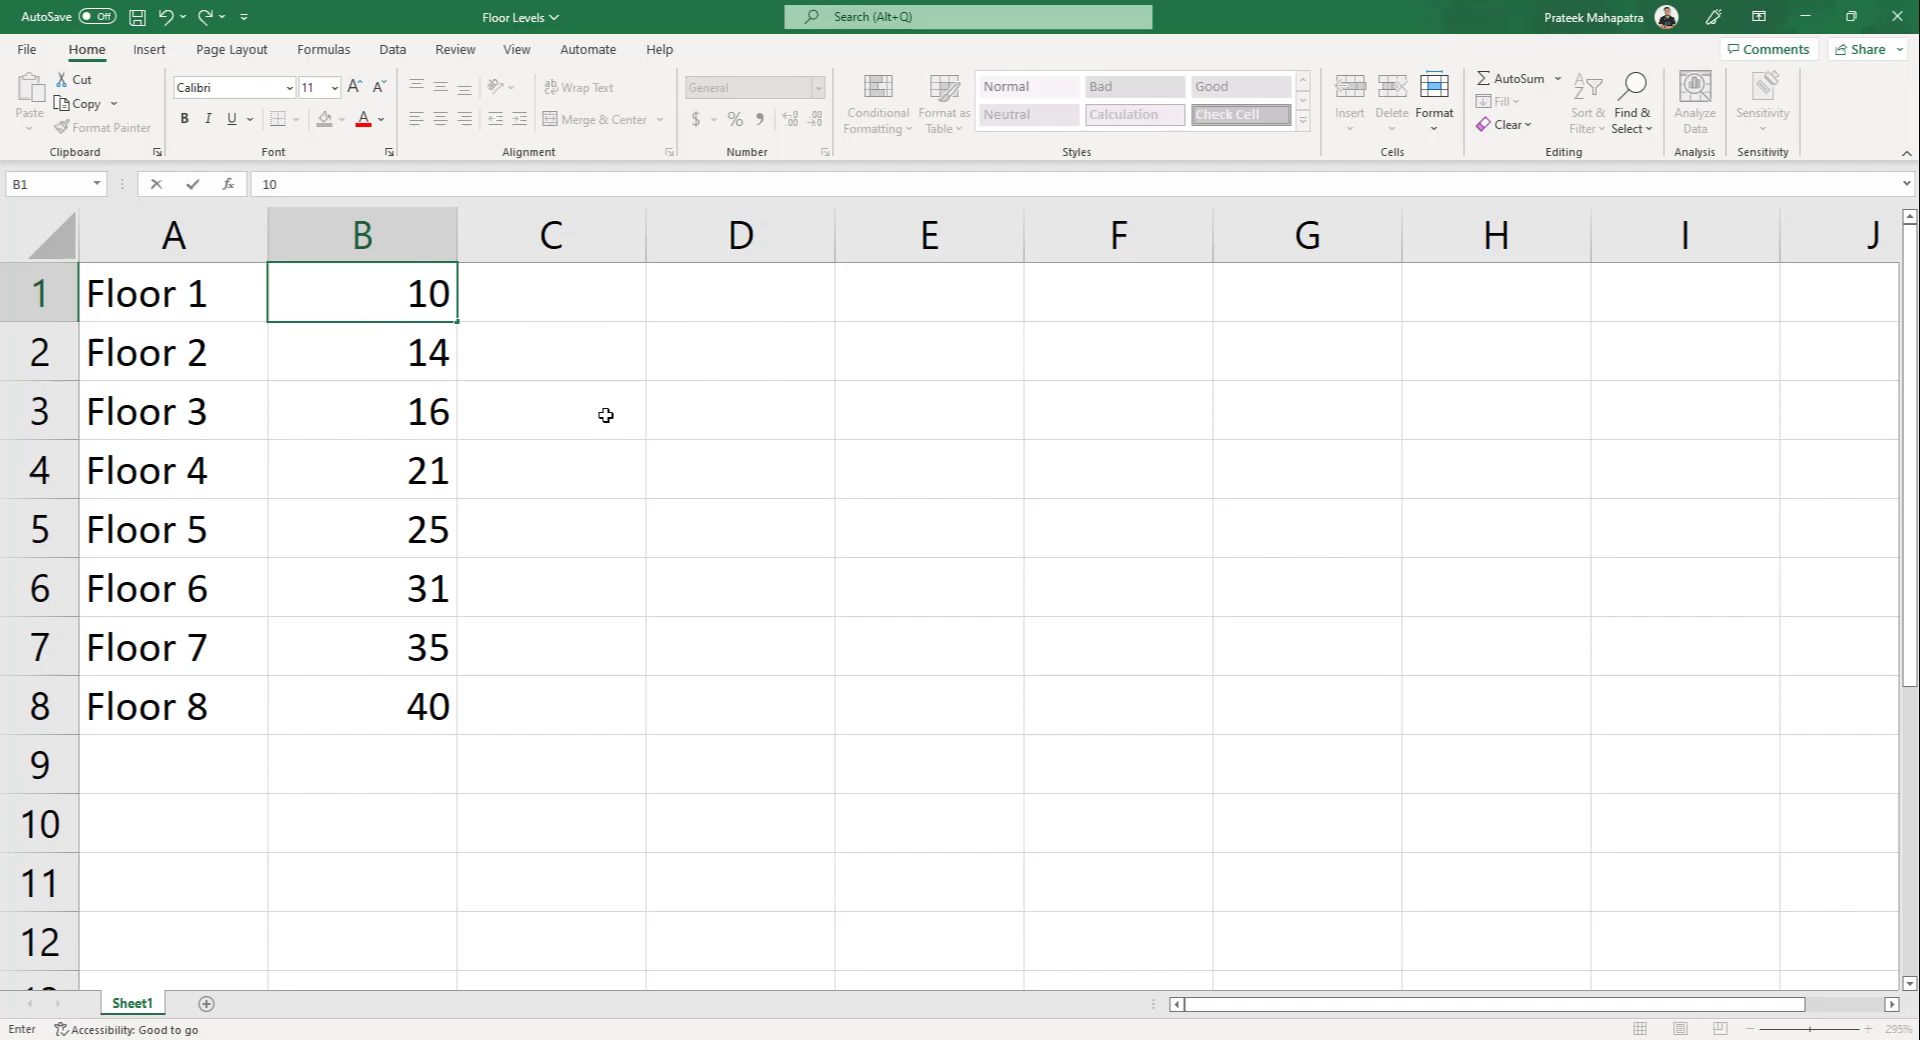 AutoSave Off Floor Levels Search (Alt+Q) Prateek Mahapatra
File Home Insert Page Layout Formulas Data Review View Automate Help Comments Share
Paste Cut
Copy
Format Painter
Clipboard
Calibri 11
B I U
Font
Wrap Text
Merge & Center
Alignment
General
$ % 9
Number
Conditional Formatting
Format as Table
Normal Bad Good
Neutral Calculation Check Cell
Styles
Insert Delete Format
Cells
AutoSum
Fill
Clear
Sort & Filter
Find & Select
Editing
Analyze Data
Analysis
Sensitivity
Sensitivity
B1 fx 10
A B C D E F G H I J
1 Floor 1 10
2 Floor 2 14
3 Floor 3 16
4 Floor 4 21
5 Floor 5 25
6 Floor 6 31
7 Floor 7 35
8 Floor 8 40
9
10
11
12
Sheet1
Enter Accessibility: Good to go 295%